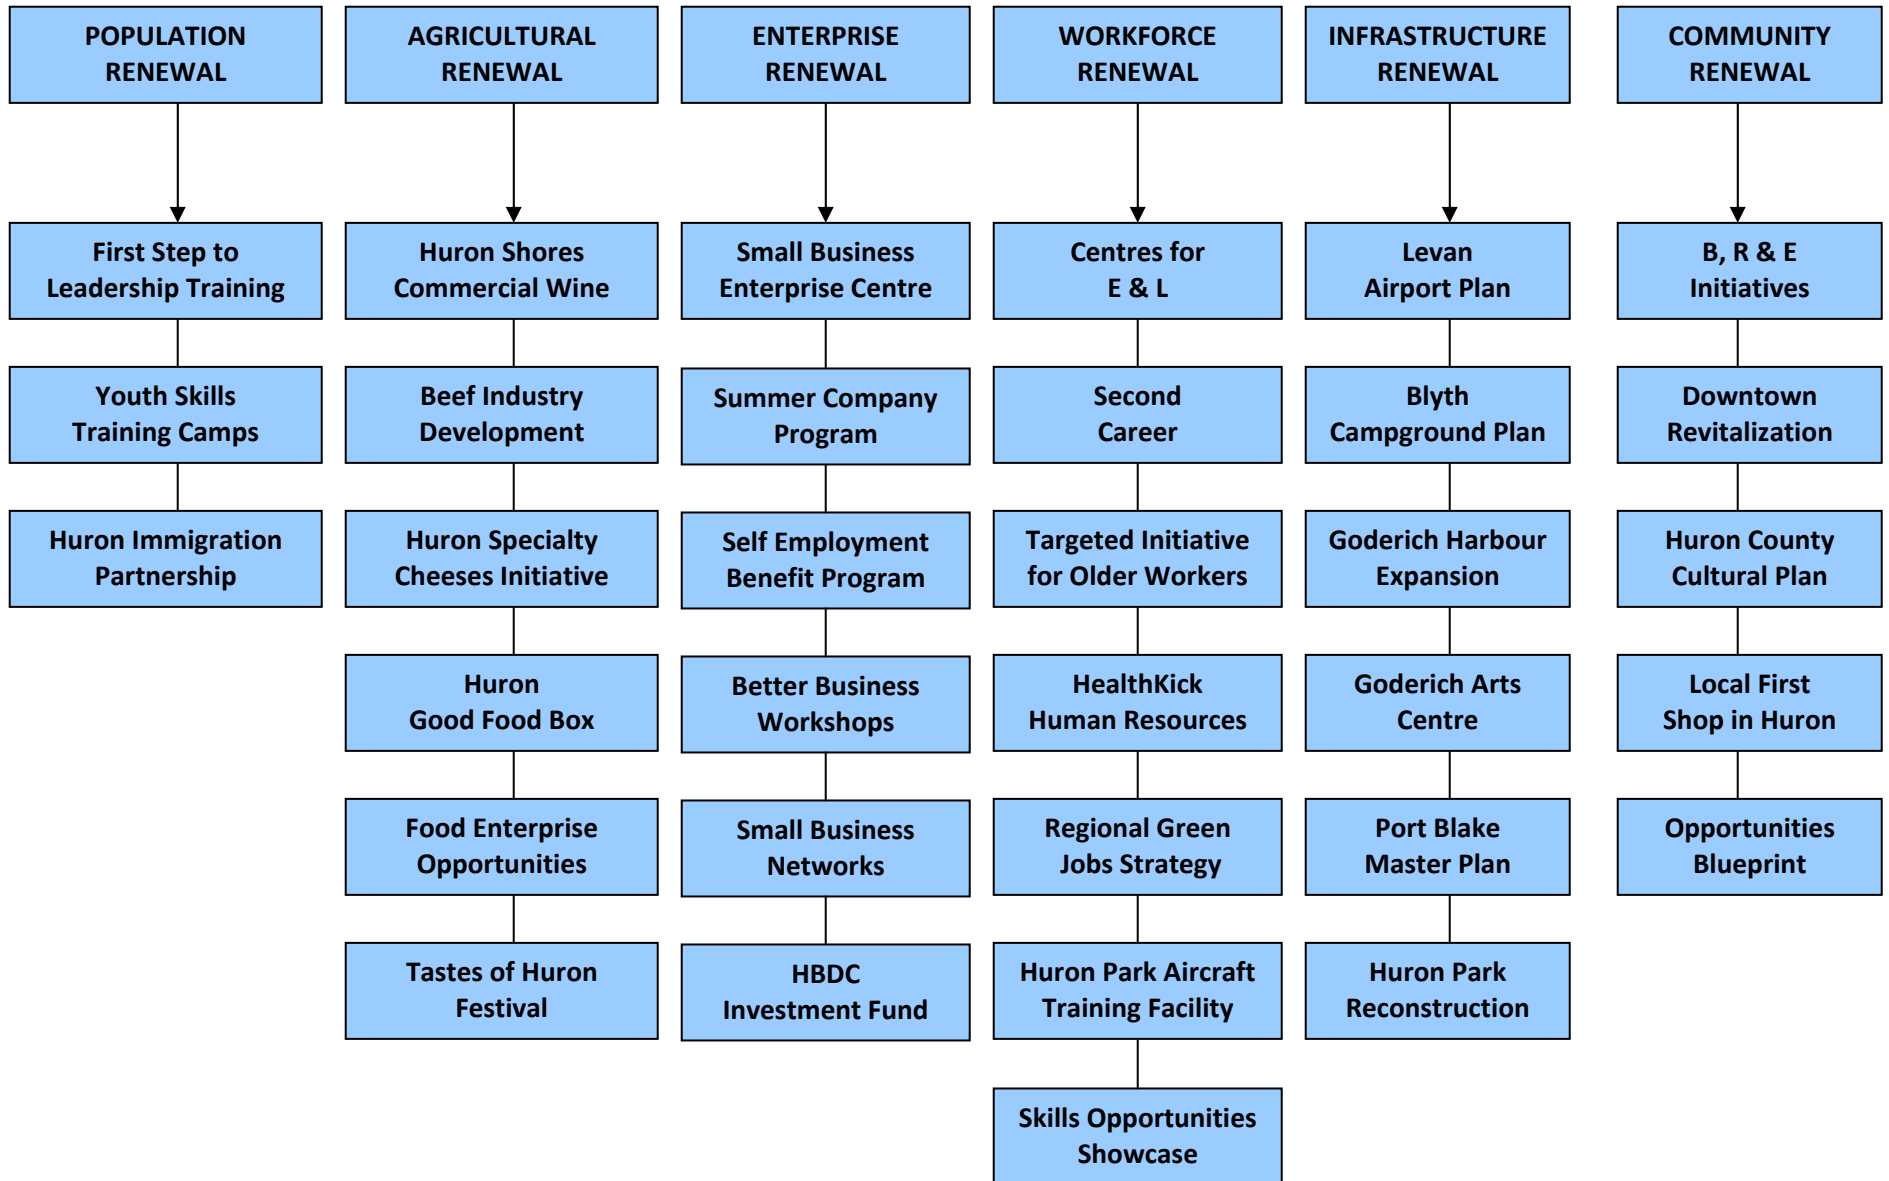 POPULATION
RENEWAL
First Step to
Leadership Training
Youth Skills
Training Camps
Huron Immigration
Partnership
AGRICULTURAL
RENEWAL
Huron Shores
Commercial Wine
Beef Industry
Development
Huron Specialty
Cheeses Initiative
Huron
Good Food Box
Food Enterprise
Opportunities
Tastes of Huron
Festival
ENTERPRISE
RENEWAL
Small Business
Enterprise Centre
Summer Company
Program
Self Employment
Benefit Program
Better Business
Workshops
Small Business
Networks
HBDC
Investment Fund
WORKFORCE
RENEWAL
Centres for
E & L
Second
Career
Targeted Initiative
for Older Workers
HealthKick
Human Resources
Regional Green
Jobs Strategy
Huron Park Aircraft
Training Facility
Skills Opportunities
Showcase
INFRASTRUCTURE
RENEWAL
Levan
Airport Plan
Blyth
Campground Plan
Goderich Harbour
Expansion
Goderich Arts
Centre
Port Blake
Master Plan
Huron Park
Reconstruction
COMMUNITY
RENEWAL
B, R & E
Initiatives
Downtown
Revitalization
Huron County
Cultural Plan
Local First
Shop in Huron
Opportunities
Blueprint